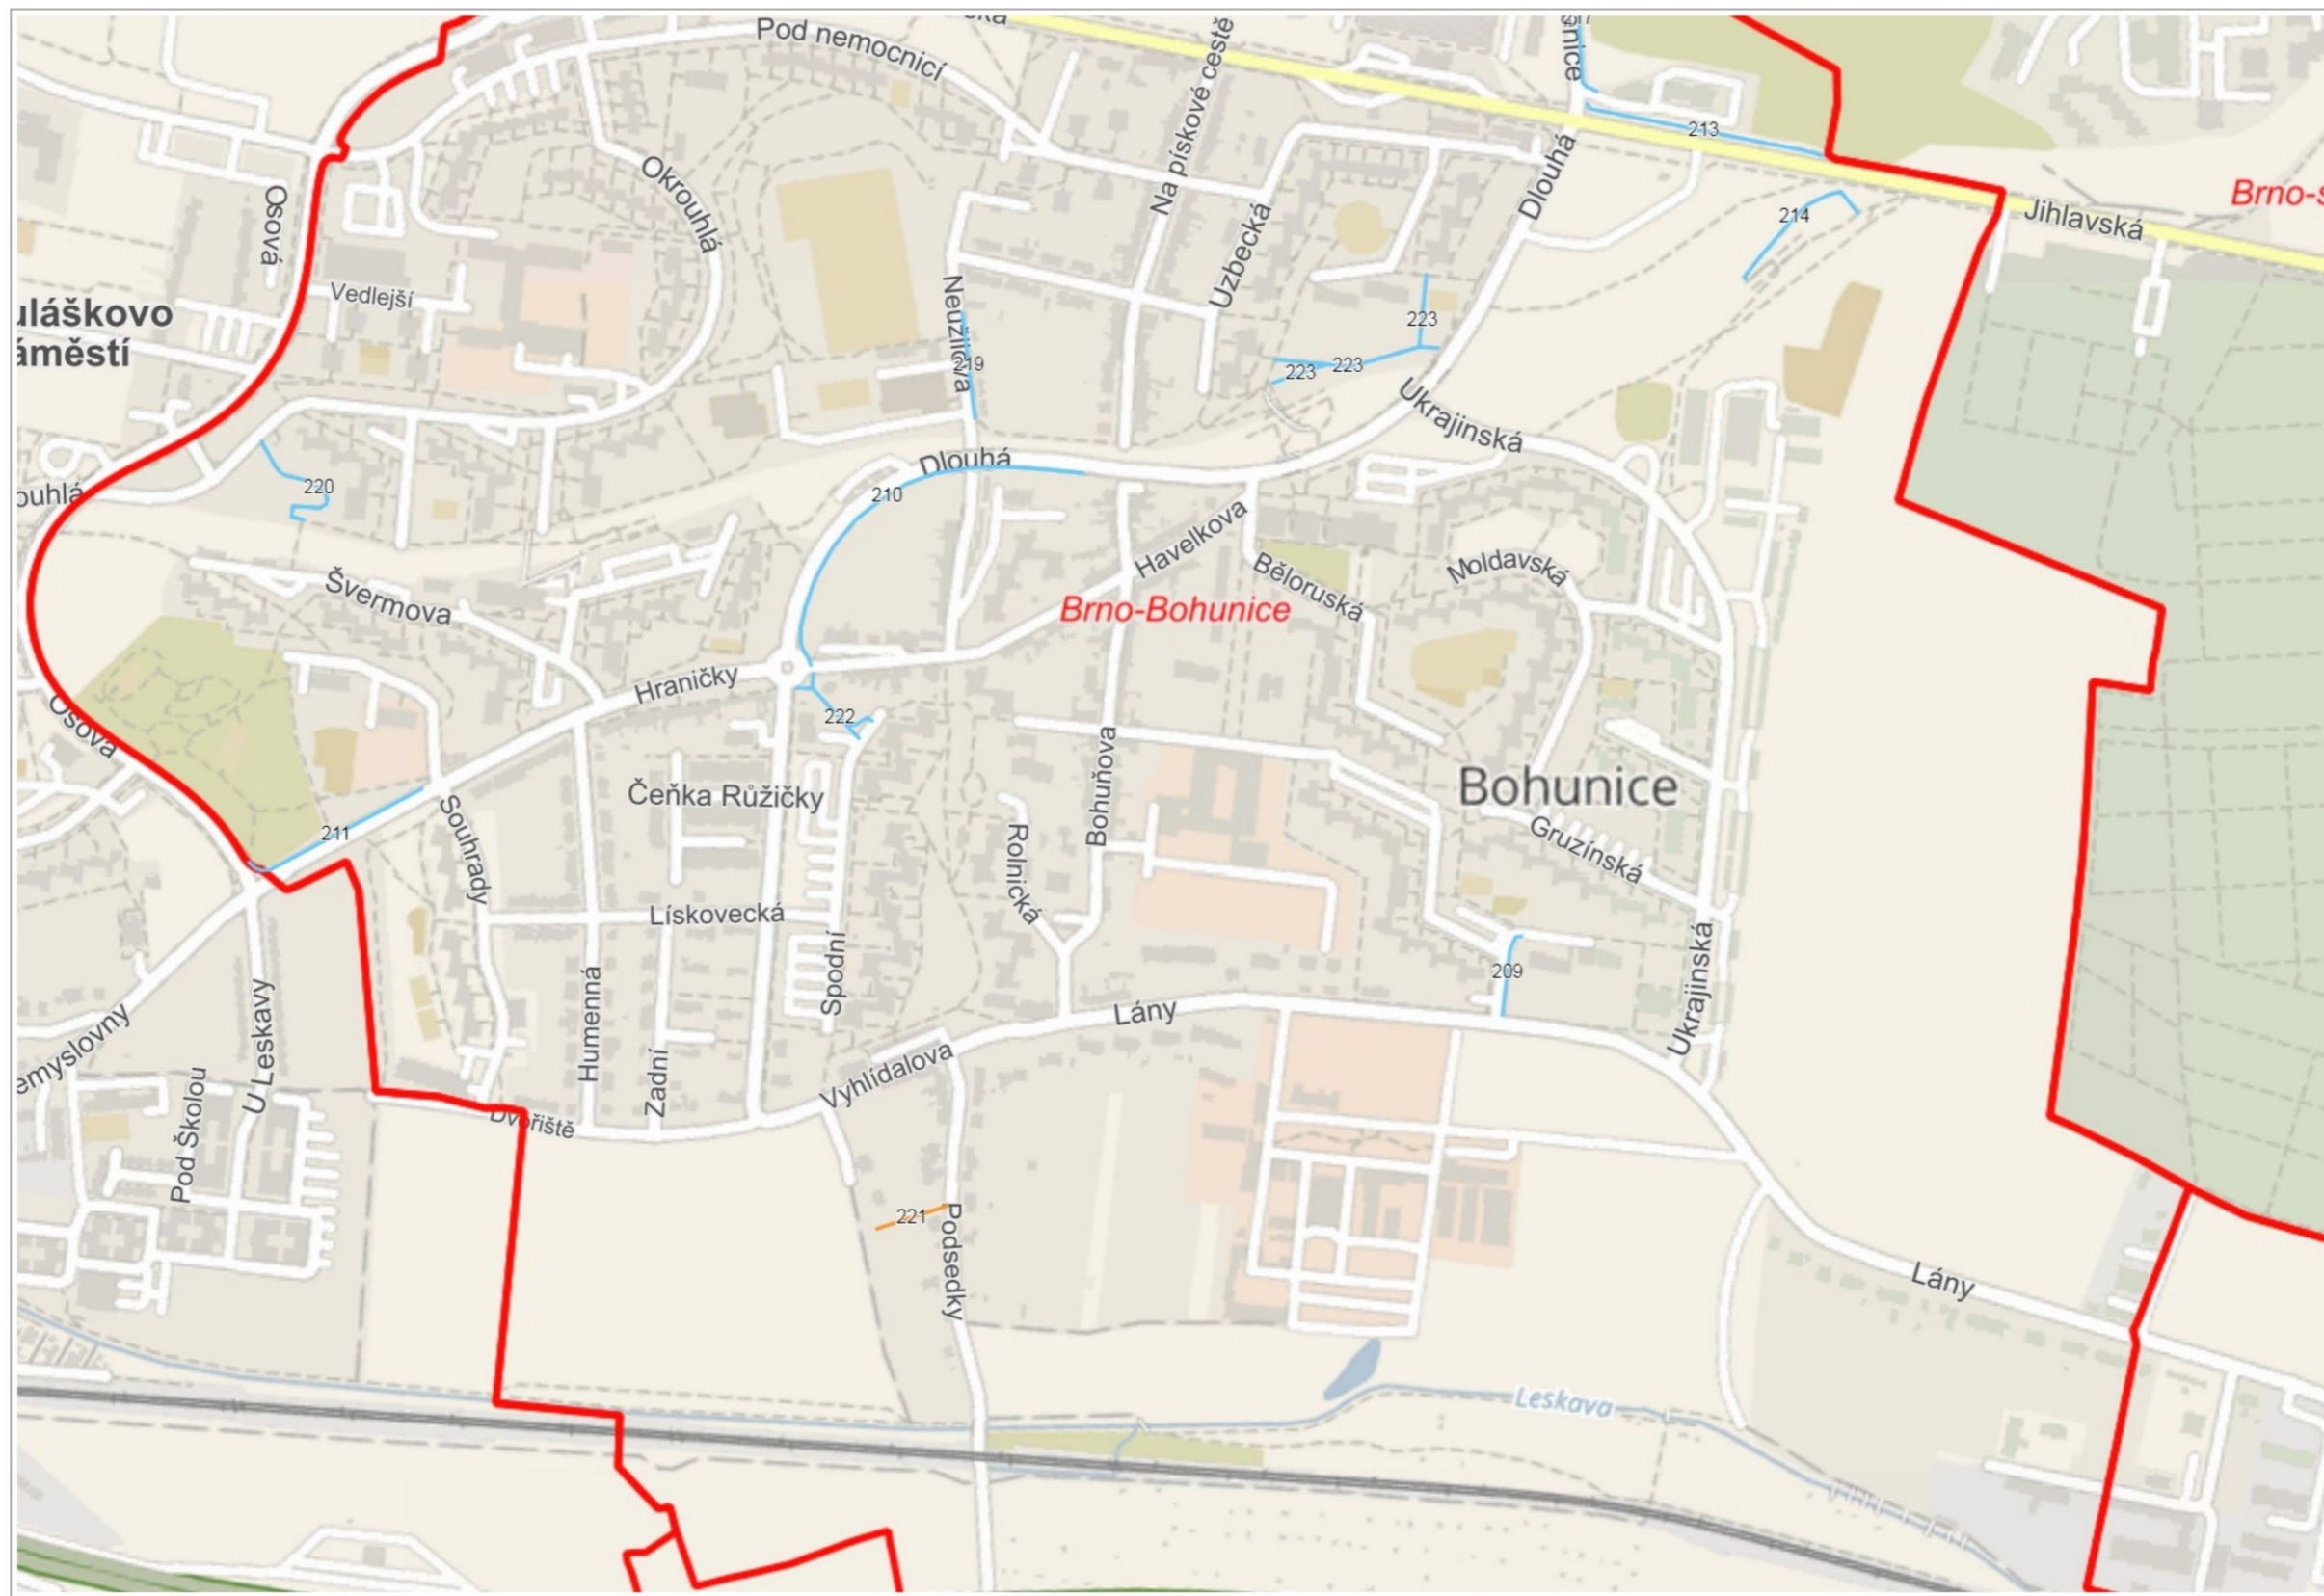 Pod nemocnicí
Na pískové cestě
213
Okrouhlá
Dlouhá
Brno-s
Osová
214
Jihlavská
Uzbecká
Vedlejší
Neužilova
uláškovo
áměstí
223
219
223
223
Ukrajinská
Dlouhá
220
210
ouhlá
Havelkova
Švermova
Běloruská
Moldavská
Brno-Bohunice
Hraničky
Osová
222
Bohuňova
Čeňka Růžičky
Bohunice
211
Souhrady
Rolnická
Gruzínská
Lískovecká
Spodní
Ukrajinská
209
Humenná
U Leskavy
Lány
emyslovny
Zadní
Vyhlídalova
Pod Školou
Dvořiště
221
Podsedky
Lány
Leskava